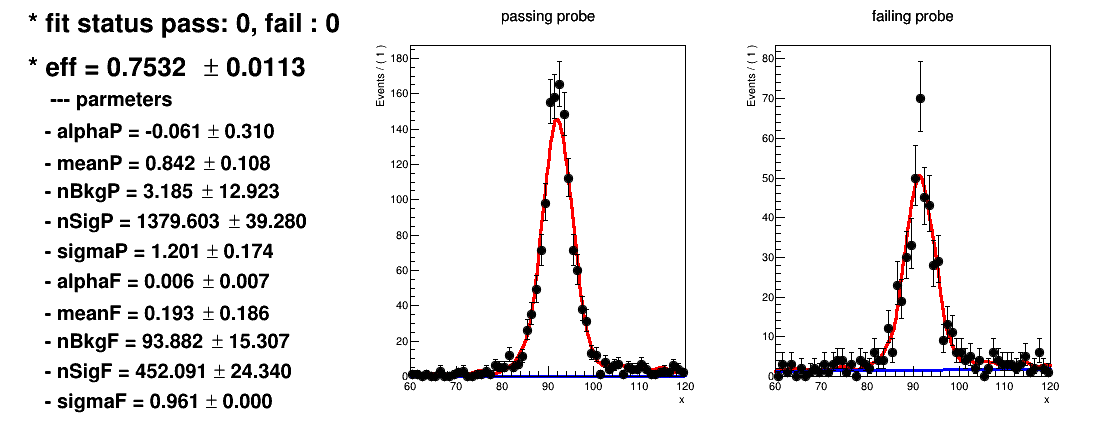 * fit status pass: 0, fail : 0
* eff = 0.7532 ± 0.0113
--- parmeters
- alphaP = -0.061 ± 0.310
- meanP = 0.842 ± 0.108
- nBkgP = 3.185 ± 12.923
- nSigP = 1379.603 ± 39.280
- sigmaP = 1.201 ± 0.174
- alphaF = 0.006 ± 0.007
- meanF = 0.193 ± 0.186
- nBkgF = 93.882 ± 15.307
- nSigF = 452.091 ± 24.340
- sigmaF = 0.961 ± 0.000
passing probe
Events / ( 1 )
180
160
140
120
100
80
60
40
20
0
60 70 80 90 100 110 120
x
failing probe
Events / ( 1 )
80
70
60
50
40
30
20
10
0
60 70 80 90 100 110 120
x